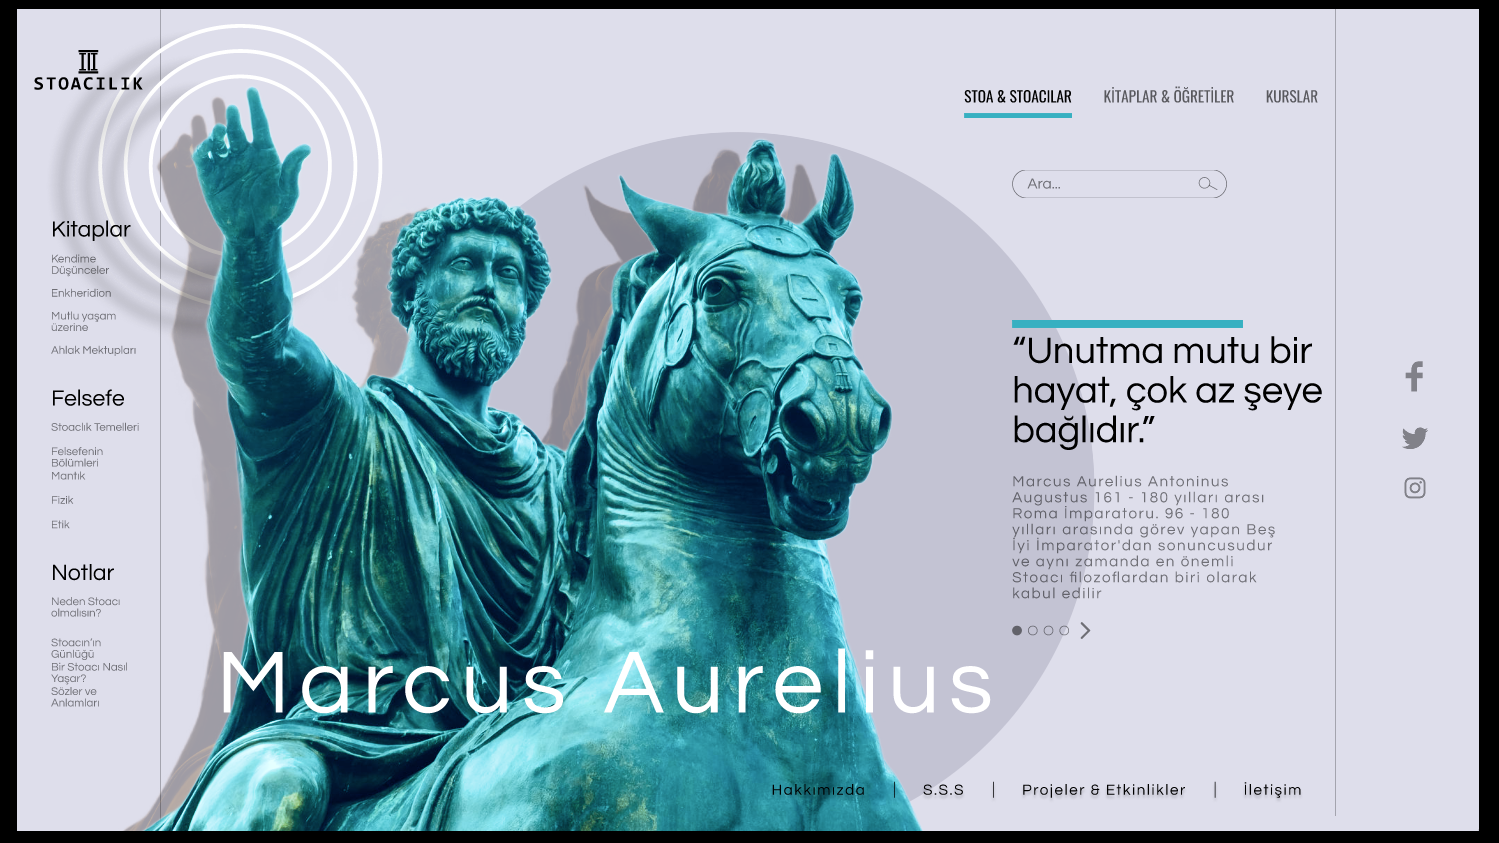 STOACILIK
STOA & STOACILAR
KİTAPLAR & ÖĞRETİLER
KURSLAR
Ara...
Kitaplar
Kendime
Düşünceler
Enkheridion
Mutlu yaşam
üzerine
Ahlak Mektupları
Felsefe
Stoaclık Temelleri
Felsefenin
Bölümleri
Mantık
Fizik
Etik
Notlar
Neden Stoacı
olmalısın?
Stoacın'ın
Günlüğü
Bir Stoacı Nasıl
Yaşar?
Sözler ve
Anlamları
“Unutma mutu bir
hayat, çok az şeye
bağlıdır.”
Marcus Aurelius Antoninus
Augustus 161 - 180 yılları arası
Roma İmparatoru. 96 - 180
yılları arasında görev yapan Beş
İyi İmparator'dan sonuncusudur
ve aynı zamanda en önemli
Stoacı filozoflardan biri olarak
kabul edilir
Marcus Aurelius
Hakkımızda | S.S.S | Projeler & Etkinlikler | İletişim